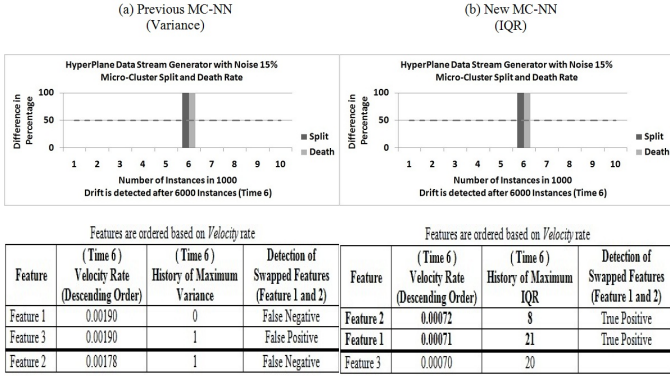 (a) Previous MC-NN
(Variance)
HyperPlane Data Stream Generator with Noise 15%
Micro-Cluster Split and Death Rate
Difference in
Percentage
100
50
0
1 2 3 4 5 6 7 8 9 10
Split
Death
Number of Instances in 1000
Drift is detected after 6000 Instances (Time 6)
Features are ordered based on Velocity rate
Feature
( Time 6 )
Velocity Rate
(Descending Order)
( Time 6 )
History of Maximum
Variance
Detection of
Swapped Features
(Feature 1 and 2)
Feature 1 0.00190 0 False Negative
Feature 3 0.00190 1 False Positive
Feature 2 0.00178 1 False Negative
(b) New MC-NN
(IQR)
HyperPlane Data Stream Generator with Noise 15%
Micro-Cluster Split and Death Rate
Difference in
Percentage
100
50
0
1 2 3 4 5 6 7 8 9 10
Split
Death
Number of Instances in 1000
Drift is detected after 6000 Instances (Time 6)
Features are ordered based on Velocity rate
Feature
( Time 6 )
Velocity Rate
(Descending Order)
( Time 6 )
History of Maximum
IQR
Detection of
Swapped Features
(Feature 1 and 2)
Feature 2 0.00072 8 True Positive
Feature 1 0.00071 21 True Positive
Feature 3 0.00070 20